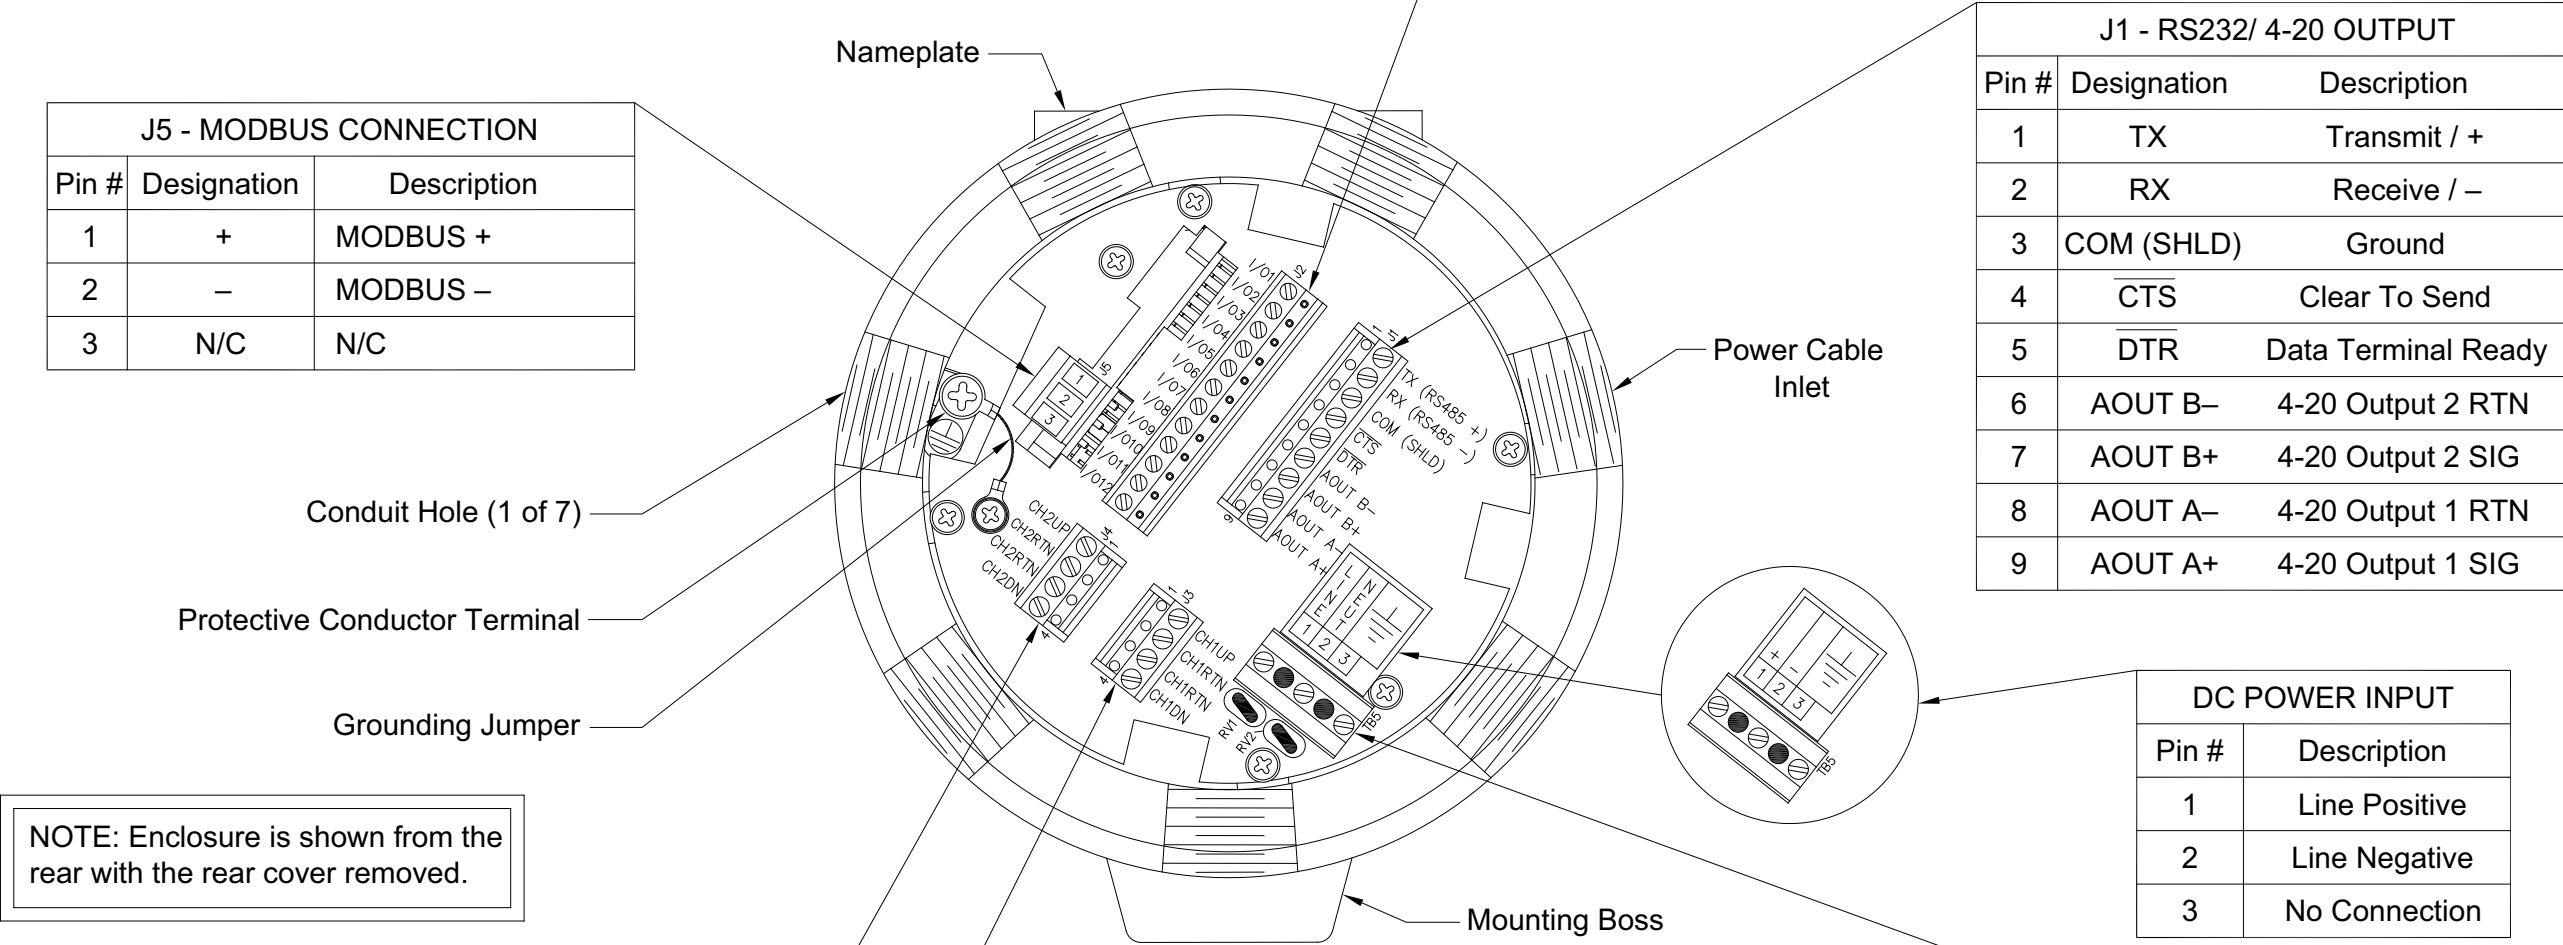 Nameplate
J5 - MODBUS CONNECTION
Pin # Designation Description
1 + MODBUS +
2 – MODBUS –
3 N/C N/C
J1 - RS232/ 4-20 OUTPUT
Pin # Designation Description
1 TX Transmit / +
2 RX Receive / –
3 COM (SHLD) Ground
4 CTS Clear To Send
5 DTR Data Terminal Ready
6 AOUT B– 4-20 Output 2 RTN
7 AOUT B+ 4-20 Output 2 SIG
8 AOUT A– 4-20 Output 1 RTN
9 AOUT A+ 4-20 Output 1 SIG
Power Cable
Inlet
Conduit Hole (1 of 7)
Protective Conductor Terminal
Grounding Jumper
NOTE: Enclosure is shown from the
rear with the rear cover removed.
Mounting Boss
DC POWER INPUT
Pin # Description
1 Line Positive
2 Line Negative
3 No Connection
J2
I/O1
I/O2
I/O3
I/O4
I/O5
I/O6
I/O7
I/O8
I/O9
I/O10
I/O11
I/O12
J5
1
2
3
1
J1
TX (RS485 +)
RX (RS485 –)
COM (SHLD)
CTS
DTR
AOUT B–
AOUT B+
AOUT A–
AOUT A+
9
J4
1
CH2UP
CH2RTN
CH2RTN
CH2DN
4
1
J3
CH1UP
CH1RTN
CH1RTN
CH1DN
4
LINE
NEUT
1 2 3
RV1
RV2
TB5
+ –
1 2 3
TB5